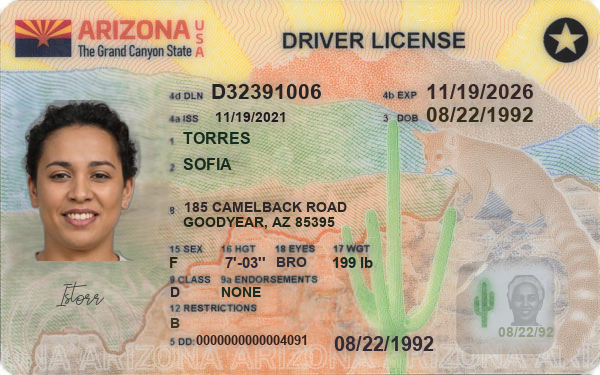 ARIZONA USA
The Grand Canyon State
DRIVER LICENSE
4d DLN D32391006
4b EXP 11/19/2026
4a ISS 11/19/2021
3 DOB 08/22/1992
1 TORRES
2 SOFIA
8 185 CAMELBACK ROAD
GOODYEAR, AZ 85395
15 SEX 16 HGT 18 EYES 17 WGT
F 7'-03" BRO 199 lb
9 CLASS 9a ENDORSEMENTS
D NONE
12 RESTRICTIONS
B
5 DD: 0000000000004091
08/22/1992
Istorr
08/22/92
ARIZONA ARIZONA ARIZONA ARIZONA